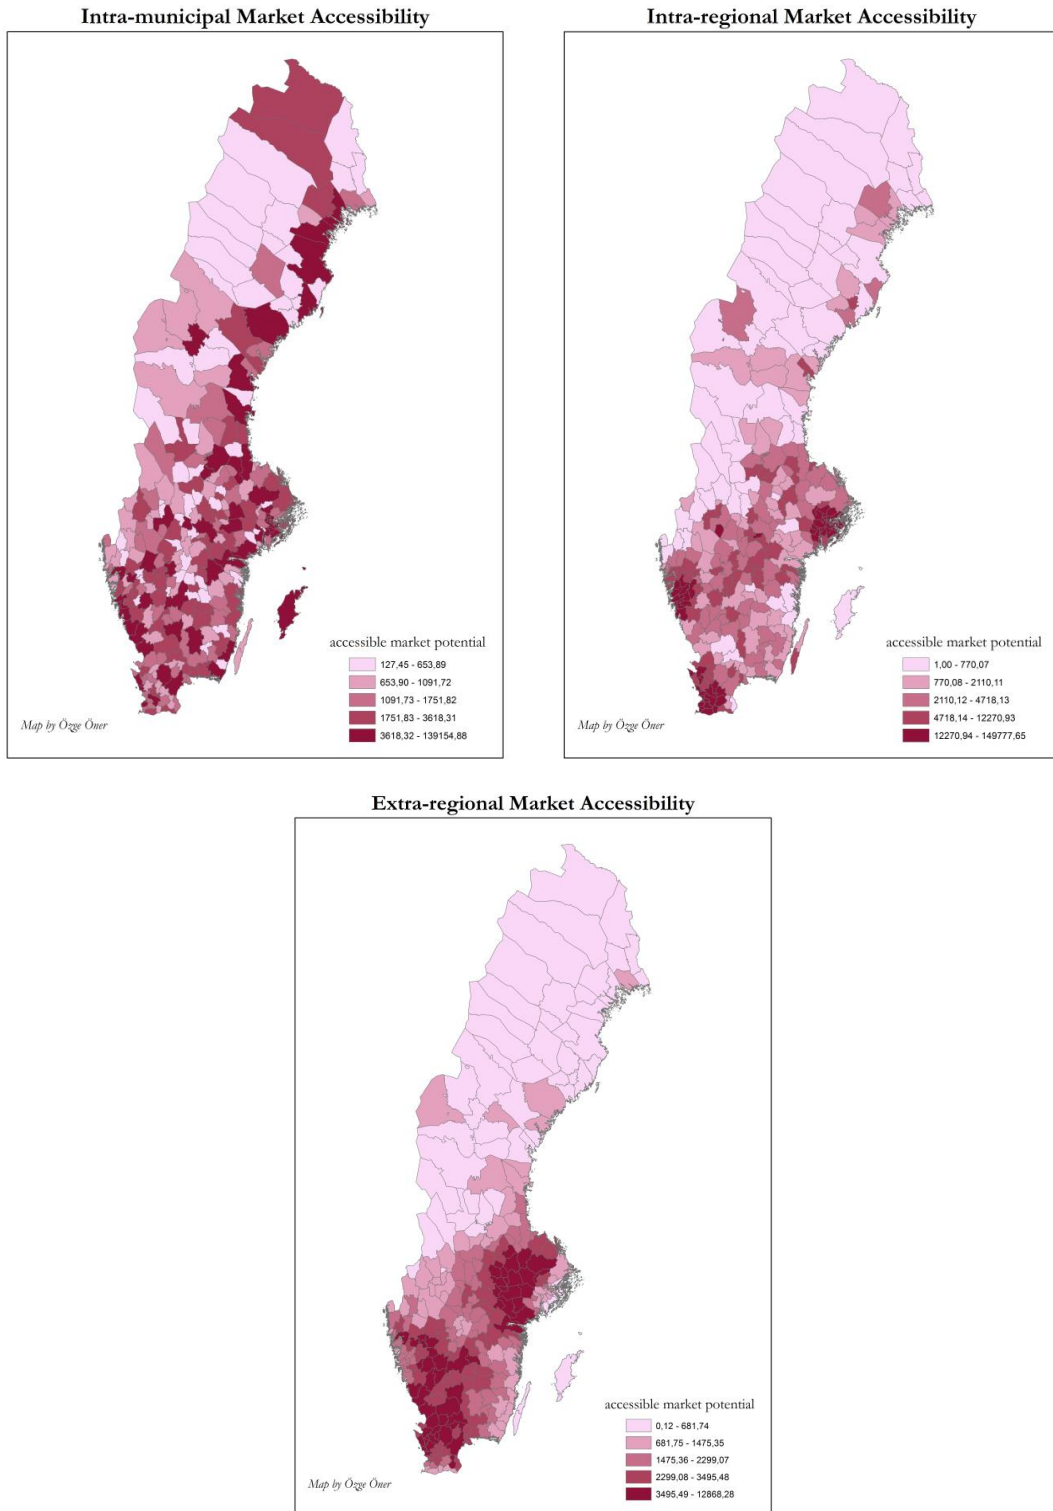 Intra-municipal Market Accessibility
accessible market potential
127,45 - 653,89
653,90 - 1091,72
1091,73 - 1751,82
1751,83 - 3618,31
3618,32 - 139154,88
Map by Özge Öner
Intra-regional Market Accessibility
accessible market potential
1,00 - 770,07
770,08 - 2110,11
2110,12 - 4718,13
4718,14 - 12270,93
12270,94 - 149777,65
Map by Özge Öner
Extra-regional Market Accessibility
accessible market potential
0,12 - 681,74
681,75 - 1475,35
1475,36 - 2299,07
2299,08 - 3495,48
3495,49 - 12868,28
Map by Özge Öner